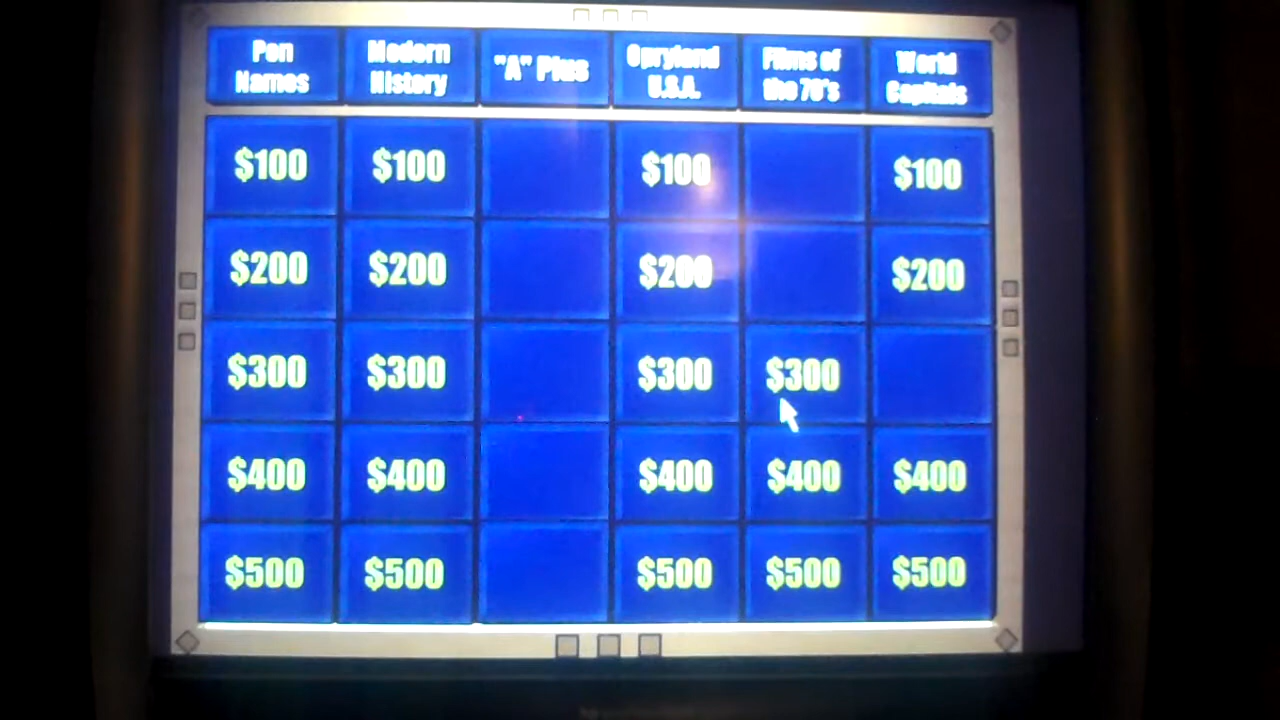 Pen Names
Modern History
"A" Plus
Opryland U.S.A.
Films of the 70's
World Capitals
$100 $100 $100 $100
$200 $200 $200 $200
$300 $300 $300 $300
$400 $400 $400 $400 $400
$500 $500 $500 $500 $500